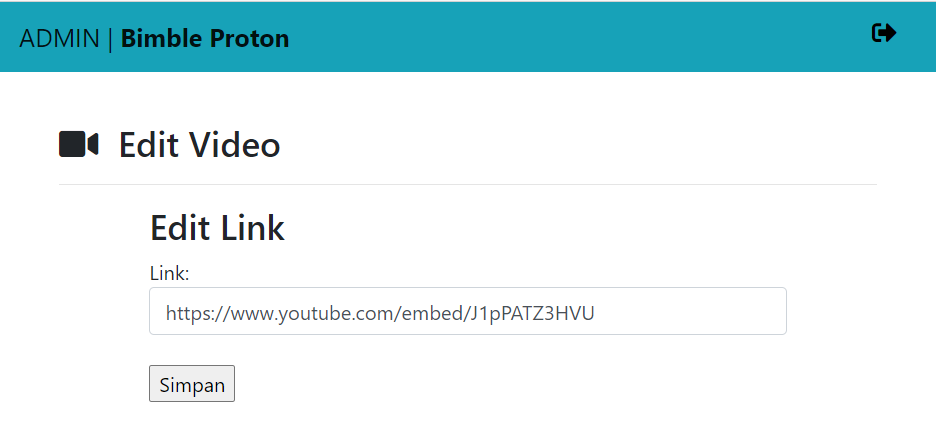 ADMIN | Bimble Proton
Edit Video
Edit Link
Link:
https://www.youtube.com/embed/J1pPATZ3HVU
Simpan